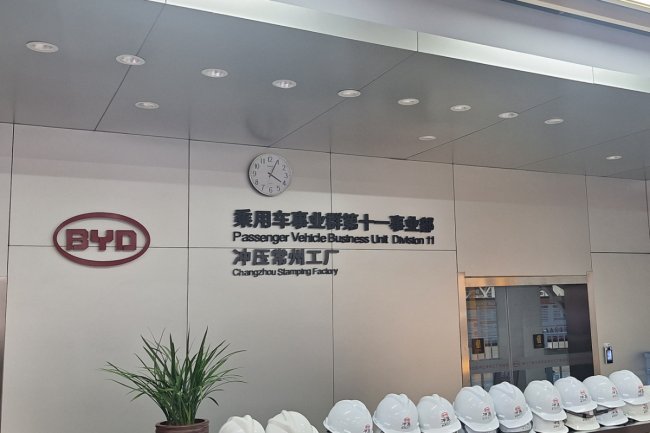 BYD
乘用车事业群第十一事业部
Passenger Vehicle Business Unit Division 11
冲压常州工厂
Changzhou Stamping Factory